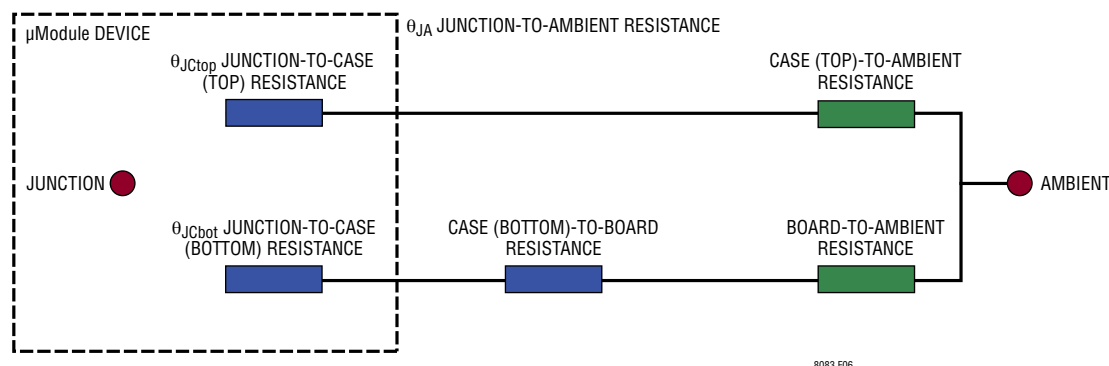 µModule DEVICE
θJA JUNCTION-TO-AMBIENT RESISTANCE
θJCtop JUNCTION-TO-CASE
(TOP) RESISTANCE
CASE (TOP)-TO-AMBIENT
RESISTANCE
JUNCTION
AMBIENT
θJCbot JUNCTION-TO-CASE
(BOTTOM) RESISTANCE
CASE (BOTTOM)-TO-BOARD
RESISTANCE
BOARD-TO-AMBIENT
RESISTANCE
8083 F06